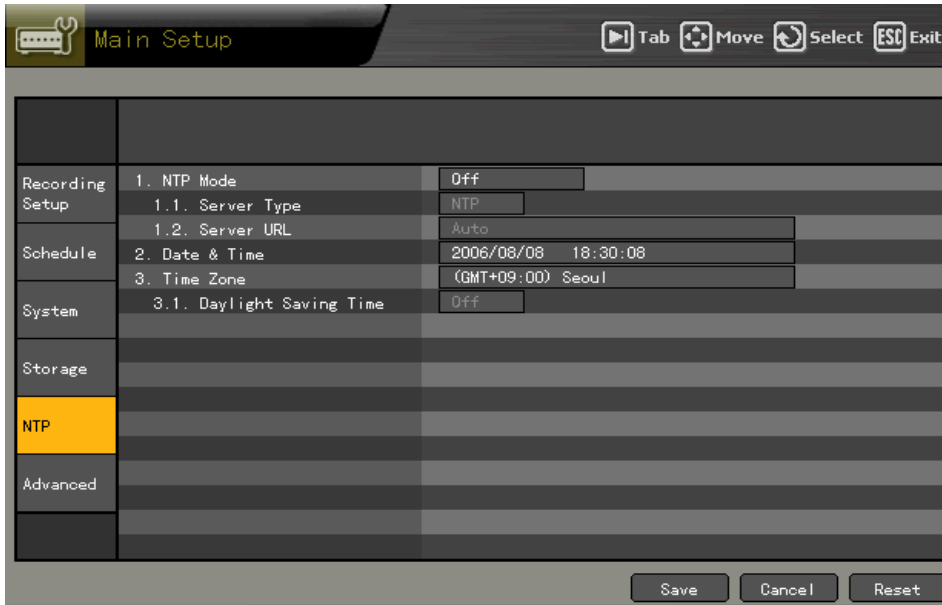 Main Setup
Tab Move Select ESC Exit
Recording Setup
Schedule
System
Storage
NTP
Advanced
1. NTP Mode Off
1.1. Server Type NTP
1.2. Server URL Auto
2. Date & Time 2006/08/08 18:30:08
3. Time Zone (GMT+09:00) Seoul
3.1. Daylight Saving Time Off
Save Cancel Reset